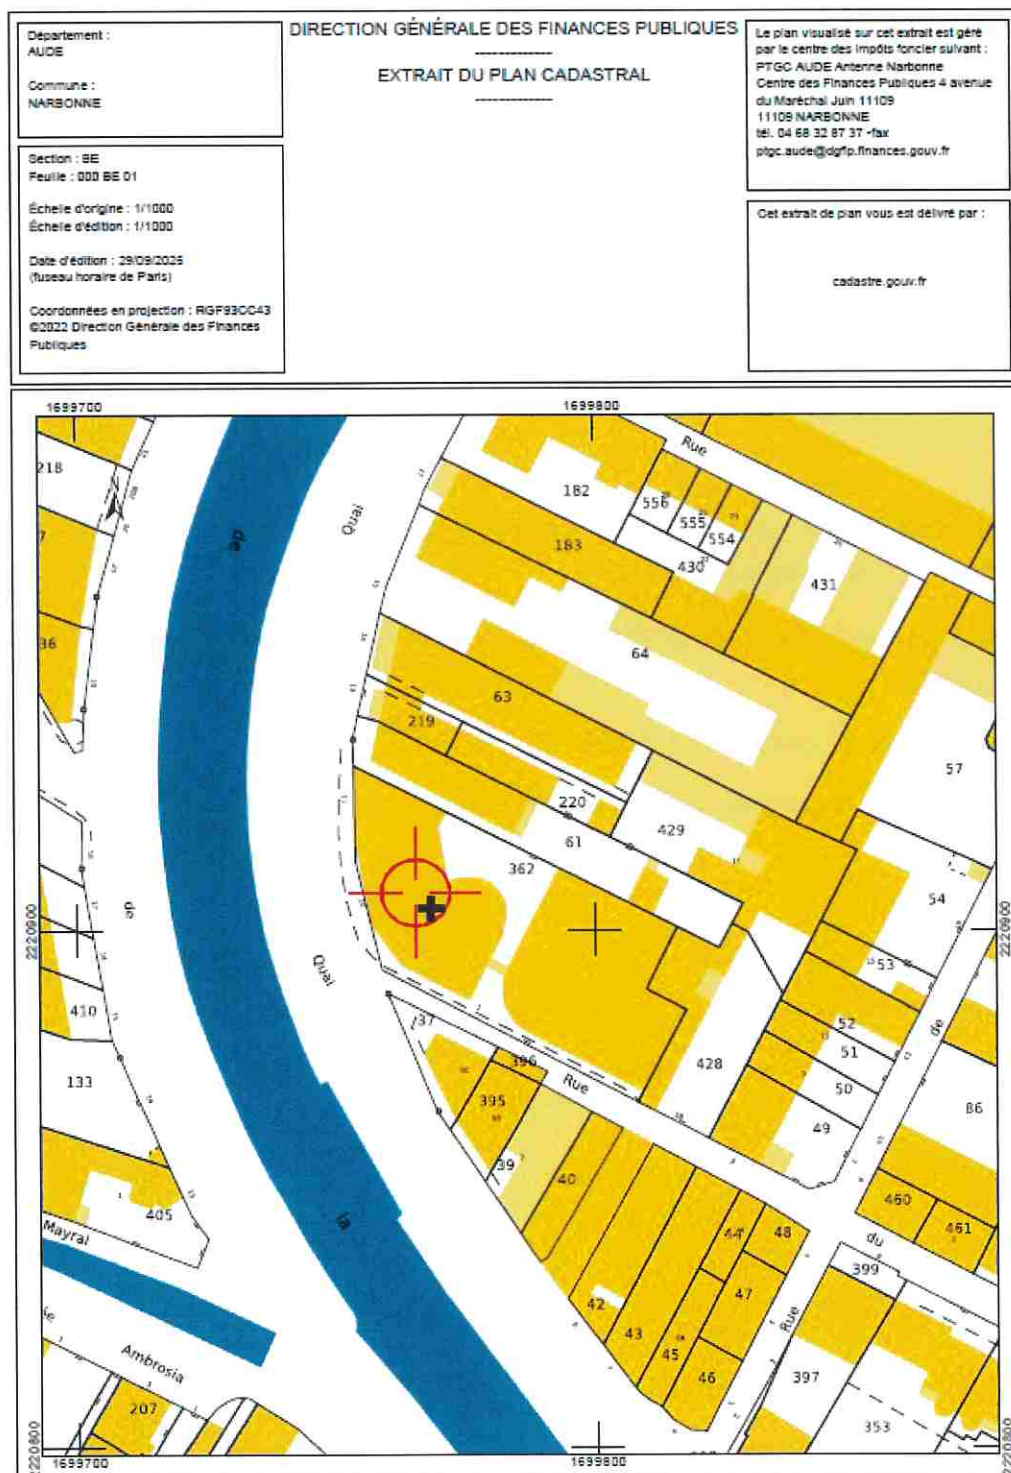 Département :
AUDE
Commune :
NARBONNE
Section : BE
Feuille : 000 BE 01
Échelle d'origine : 1/1000
Échelle d'édition : 1/1000
Date d'édition : 29/09/2025
(fuseau horaire de Paris)
Coordonnées en projection : RGF93CC43
©2022 Direction Générale des Finances
Publiques
DIRECTION GÉNÉRALE DES FINANCES PUBLIQUES
-------------
EXTRAIT DU PLAN CADASTRAL
-------------
Le plan visualisé sur cet extrait est géré
par le centre des impôts foncier suivant :
PTGC AUDE Antenne Narbonne
Centre des Finances Publiques 4 avenue
du Maréchal Juin 11109
11109 NARBONNE
tél. 04 68 32 87 37 -fax
ptgc.aude@dgfip.finances.gouv.fr
Cet extrait de plan vous est délivré par :
cadastre.gouv.fr
1699700
1699800
218
Rue
182
556
555
554
Quai
de
183
430
431
36
64
63
219
57
220
429
61
362
54
de
2220900
2220900
53
Quai
410
37
52
de
51
396
Rue
428
50
133
395
86
49
39
40
405
la
460
Mayral
44
48
461
du
399
47
42
Rue
43
45
46
397
Ambrosia
207
353
2220800
2220800
1699700
1699800